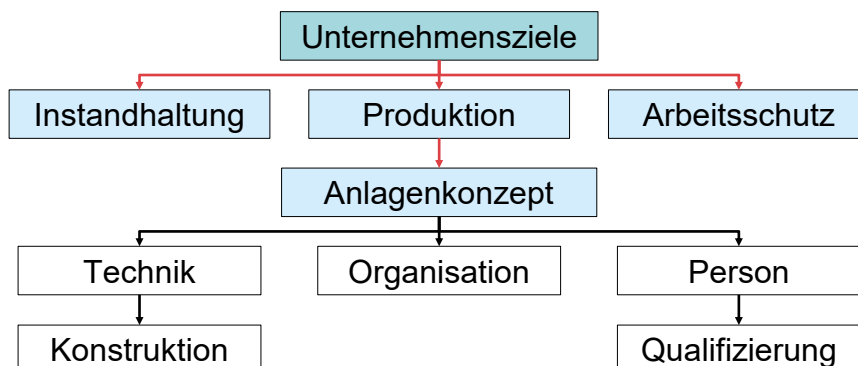 Unternehmensziele
Instandhaltung
Produktion
Arbeitsschutz
Anlagenkonzept
Technik
Organisation
Person
Konstruktion
Qualifizierung